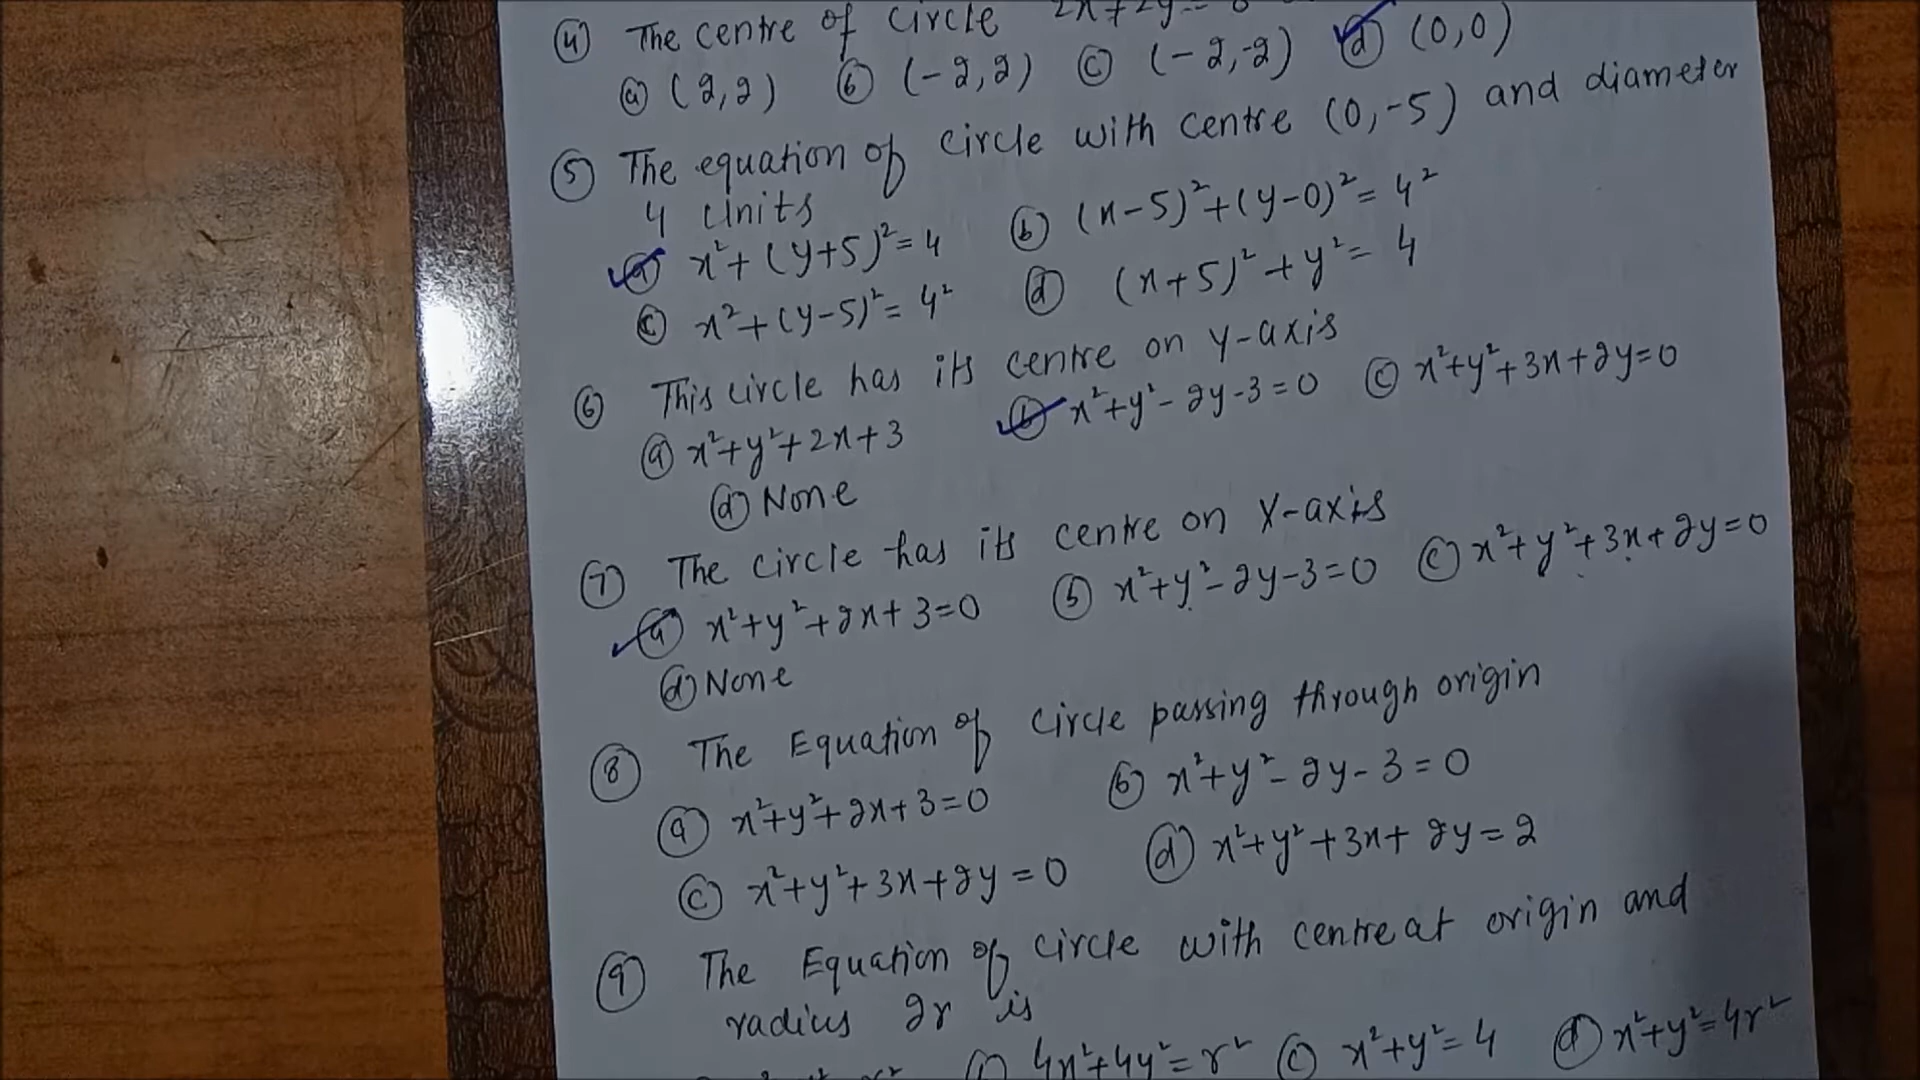 ④ The centre of circle 2x²+2y²=8
ⓐ (2,2) ⓑ (-2,2) ⓒ (-2,-2) ⓓ (0,0)
⑤ The equation of circle with centre (0,-5) and diameter
4 Units
ⓐ x²+(y+5)²=4 ⓑ (x-5)²+(y-0)²=4²
ⓒ x²+(y-5)²=4² ⓓ (x+5)²+y²=4
⑥ This circle has its centre on Y-axis
ⓐ x²+y²+2x+3 ⓑ x²+y²-2y-3=0 ⓒ x²+y²+3x+2y=0
ⓓ None
⑦ The circle has its centre on X-axis
ⓐ x²+y²+2x+3=0 ⓑ x²+y²-2y-3=0 ⓒ x²+y²+3x+2y=0
ⓓ None
⑧ The Equation of circle passing through origin
ⓐ x²+y²+2x+3=0 ⓑ x²+y²-2y-3=0
ⓒ x²+y²+3x+2y=0 ⓓ x²+y²+3x+2y=2
⑨ The Equation of circle with centre at origin and
radius 2r is
4x²+4y²=r² ⓒ x²+y²=4 ⓓ x²+y²=4r²